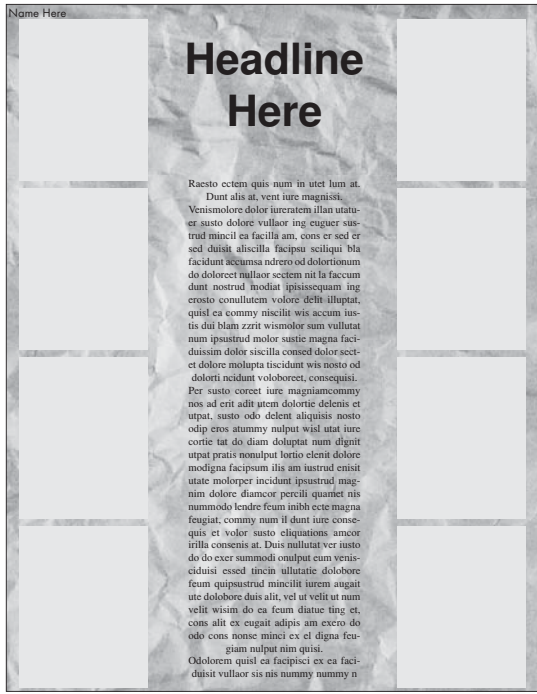 Name Here
Headline
Here
Raesto ectem quis num in utet lum at.
Dunt alis at, vent iure magnissi.
Venismolore dolor iureratem illan utatu-
er susto dolore vullaor ing euguer sus-
trud mincil ea facilla am, cons er sed er
sed duisit aliscilla facipsu sciliqui bla
facidunt accumsa ndrero od dolortionum
do doloreet nullaor sectem nit la faccum
dunt nostrud modiat ipisissequam ing
erosto conullutem volore delit illuptat,
quisl ea commy niscilit wis accum ius-
tis dui blam zzrit wismolor sum vullutat
num ipsustrud molor sustie magna faci-
duissim dolor siscilla consed dolor sect-
et dolore molupta tiscidunt wis nosto od
dolorti ncidunt voloboreet, consequisi.
Per susto coreet iure magniamcommy
nos ad erit adit utem dolortie delenis et
utpat, susto odo delent aliquisis nosto
odip eros atummy nulput wisl utat iure
cortie tat do diam doluptat num dignit
utpat pratis nonulput lortio elenit dolore
modigna facipsum ilis am iustrud enisit
utate molorper incidunt ipsustrud mag-
nim dolore diamcor percili quamet nis
nummodo lendre feum inibh ecte magna
feugiat, commy num il dunt iure conse-
quis et volor susto eliquations amcor
irilla consenis at. Duis nullutat ver iusto
do do exer summodi onulput eum venis-
ciduisi essed tincin ullutatie dolobore
feum quipsustrud mincilit iurem augait
ute dolobore duis alit, vel ut velit ut num
velit wisim do ea feum diatue ting et,
cons alit ex eugait adipis am exero do
odo cons nonse minci ex el digna feu-
giam nulput nim quisi.
Odolorem quisl ea facipisci ex ea faci-
duisit vullaor sis nis nummy nummy n